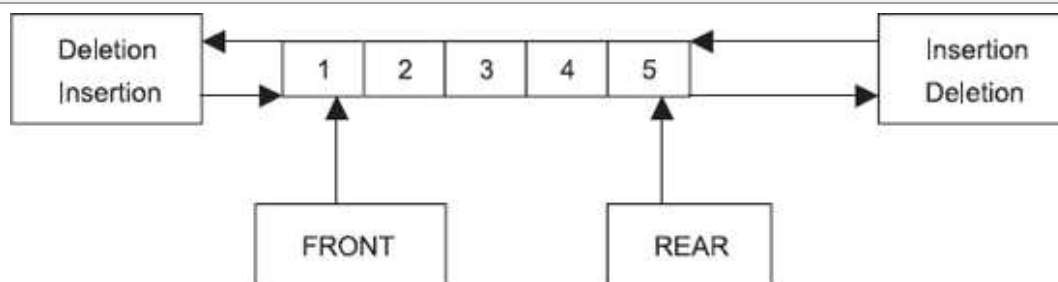 Deletion
Insertion
1 2 3 4 5
Insertion
Deletion
FRONT
REAR